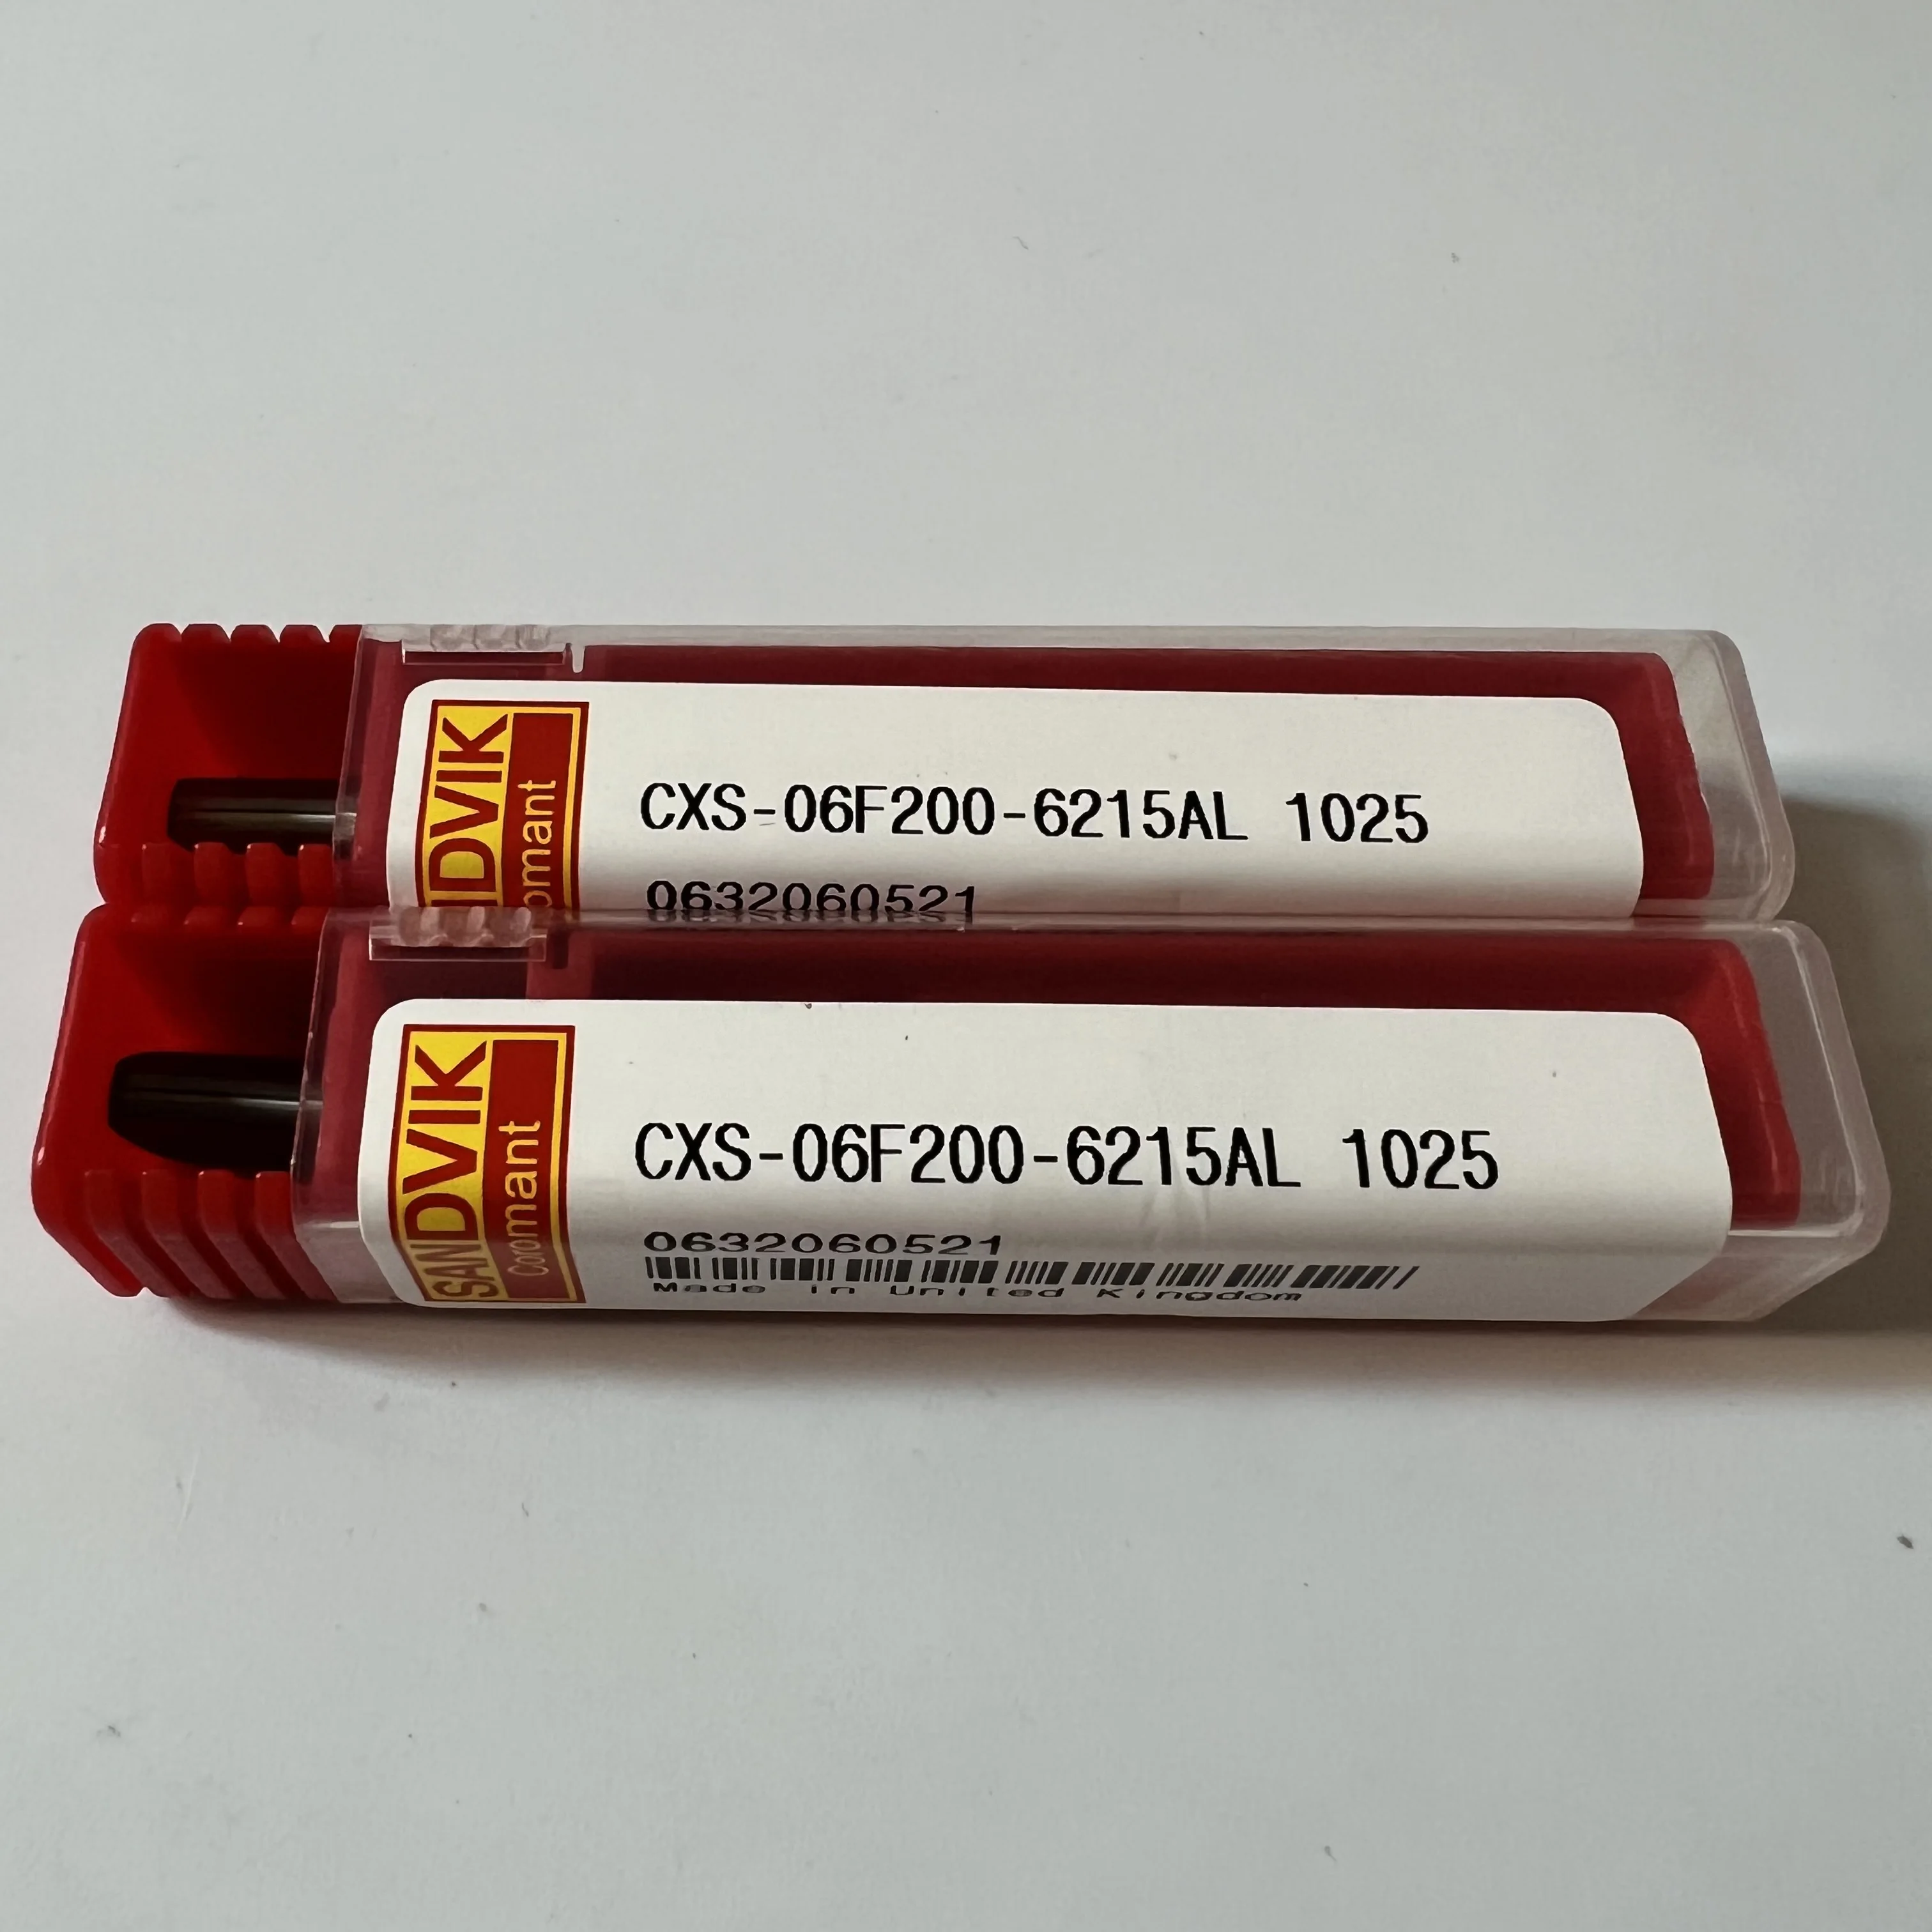 SANDVIK
Coromant
CXS-06F200-6215AL 1025
0632060521
SANDVIK
Coromant
CXS-06F200-6215AL 1025
0632060521
Made in United Kingdom